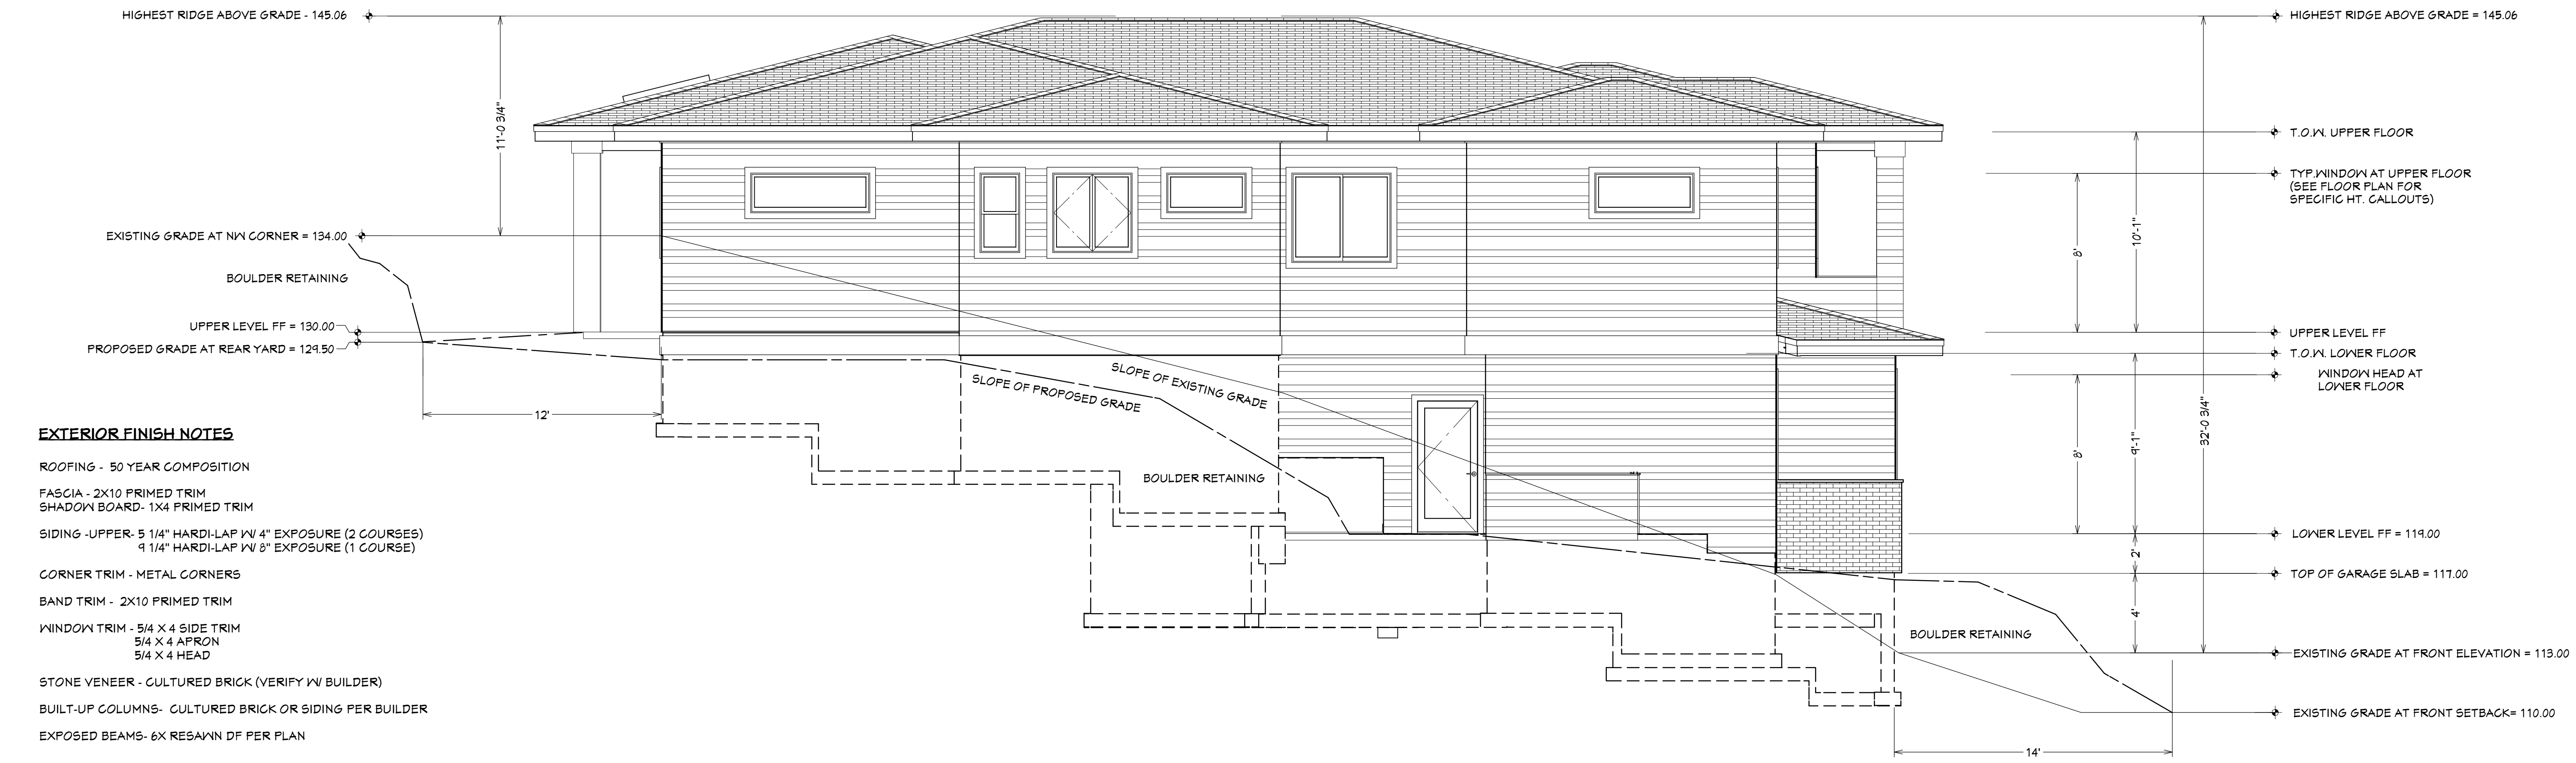 HIGHEST RIDGE ABOVE GRADE - 145.06
11'-0 3/4"
EXISTING GRADE AT NW CORNER = 134.00
BOULDER RETAINING
UPPER LEVEL FF = 130.00
PROPOSED GRADE AT REAR YARD = 129.50
12'
EXTERIOR FINISH NOTES
ROOFING - 50 YEAR COMPOSITION
FASCIA - 2X10 PRIMED TRIM
SHADOW BOARD- 1X4 PRIMED TRIM
SIDING -UPPER- 5 1/4" HARDI-LAP W/ 4" EXPOSURE (2 COURSES)
9 1/4" HARDI-LAP W/ 8" EXPOSURE (1 COURSE)
CORNER TRIM - METAL CORNERS
BAND TRIM - 2X10 PRIMED TRIM
WINDOW TRIM - 5/4 X 4 SIDE TRIM
5/4 X 4 APRON
5/4 X 4 HEAD
STONE VENEER - CULTURED BRICK (VERIFY W/ BUILDER)
BUILT-UP COLUMNS- CULTURED BRICK OR SIDING PER BUILDER
EXPOSED BEAMS- 6X RESAWN DF PER PLAN
SLOPE OF PROPOSED GRADE
SLOPE OF EXISTING GRADE
BOULDER RETAINING
BOULDER RETAINING
14'
HIGHEST RIDGE ABOVE GRADE = 145.06
T.O.W. UPPER FLOOR
TYP.WINDOW AT UPPER FLOOR
(SEE FLOOR PLAN FOR
SPECIFIC HT. CALLOUTS)
8'
10'-1"
UPPER LEVEL FF
T.O.W. LOWER FLOOR
WINDOW HEAD AT
LOWER FLOOR
32'-0 3/4"
8'
9'-1"
LOWER LEVEL FF = 119.00
2'
TOP OF GARAGE SLAB = 117.00
4'
EXISTING GRADE AT FRONT ELEVATION = 113.00
EXISTING GRADE AT FRONT SETBACK= 110.00